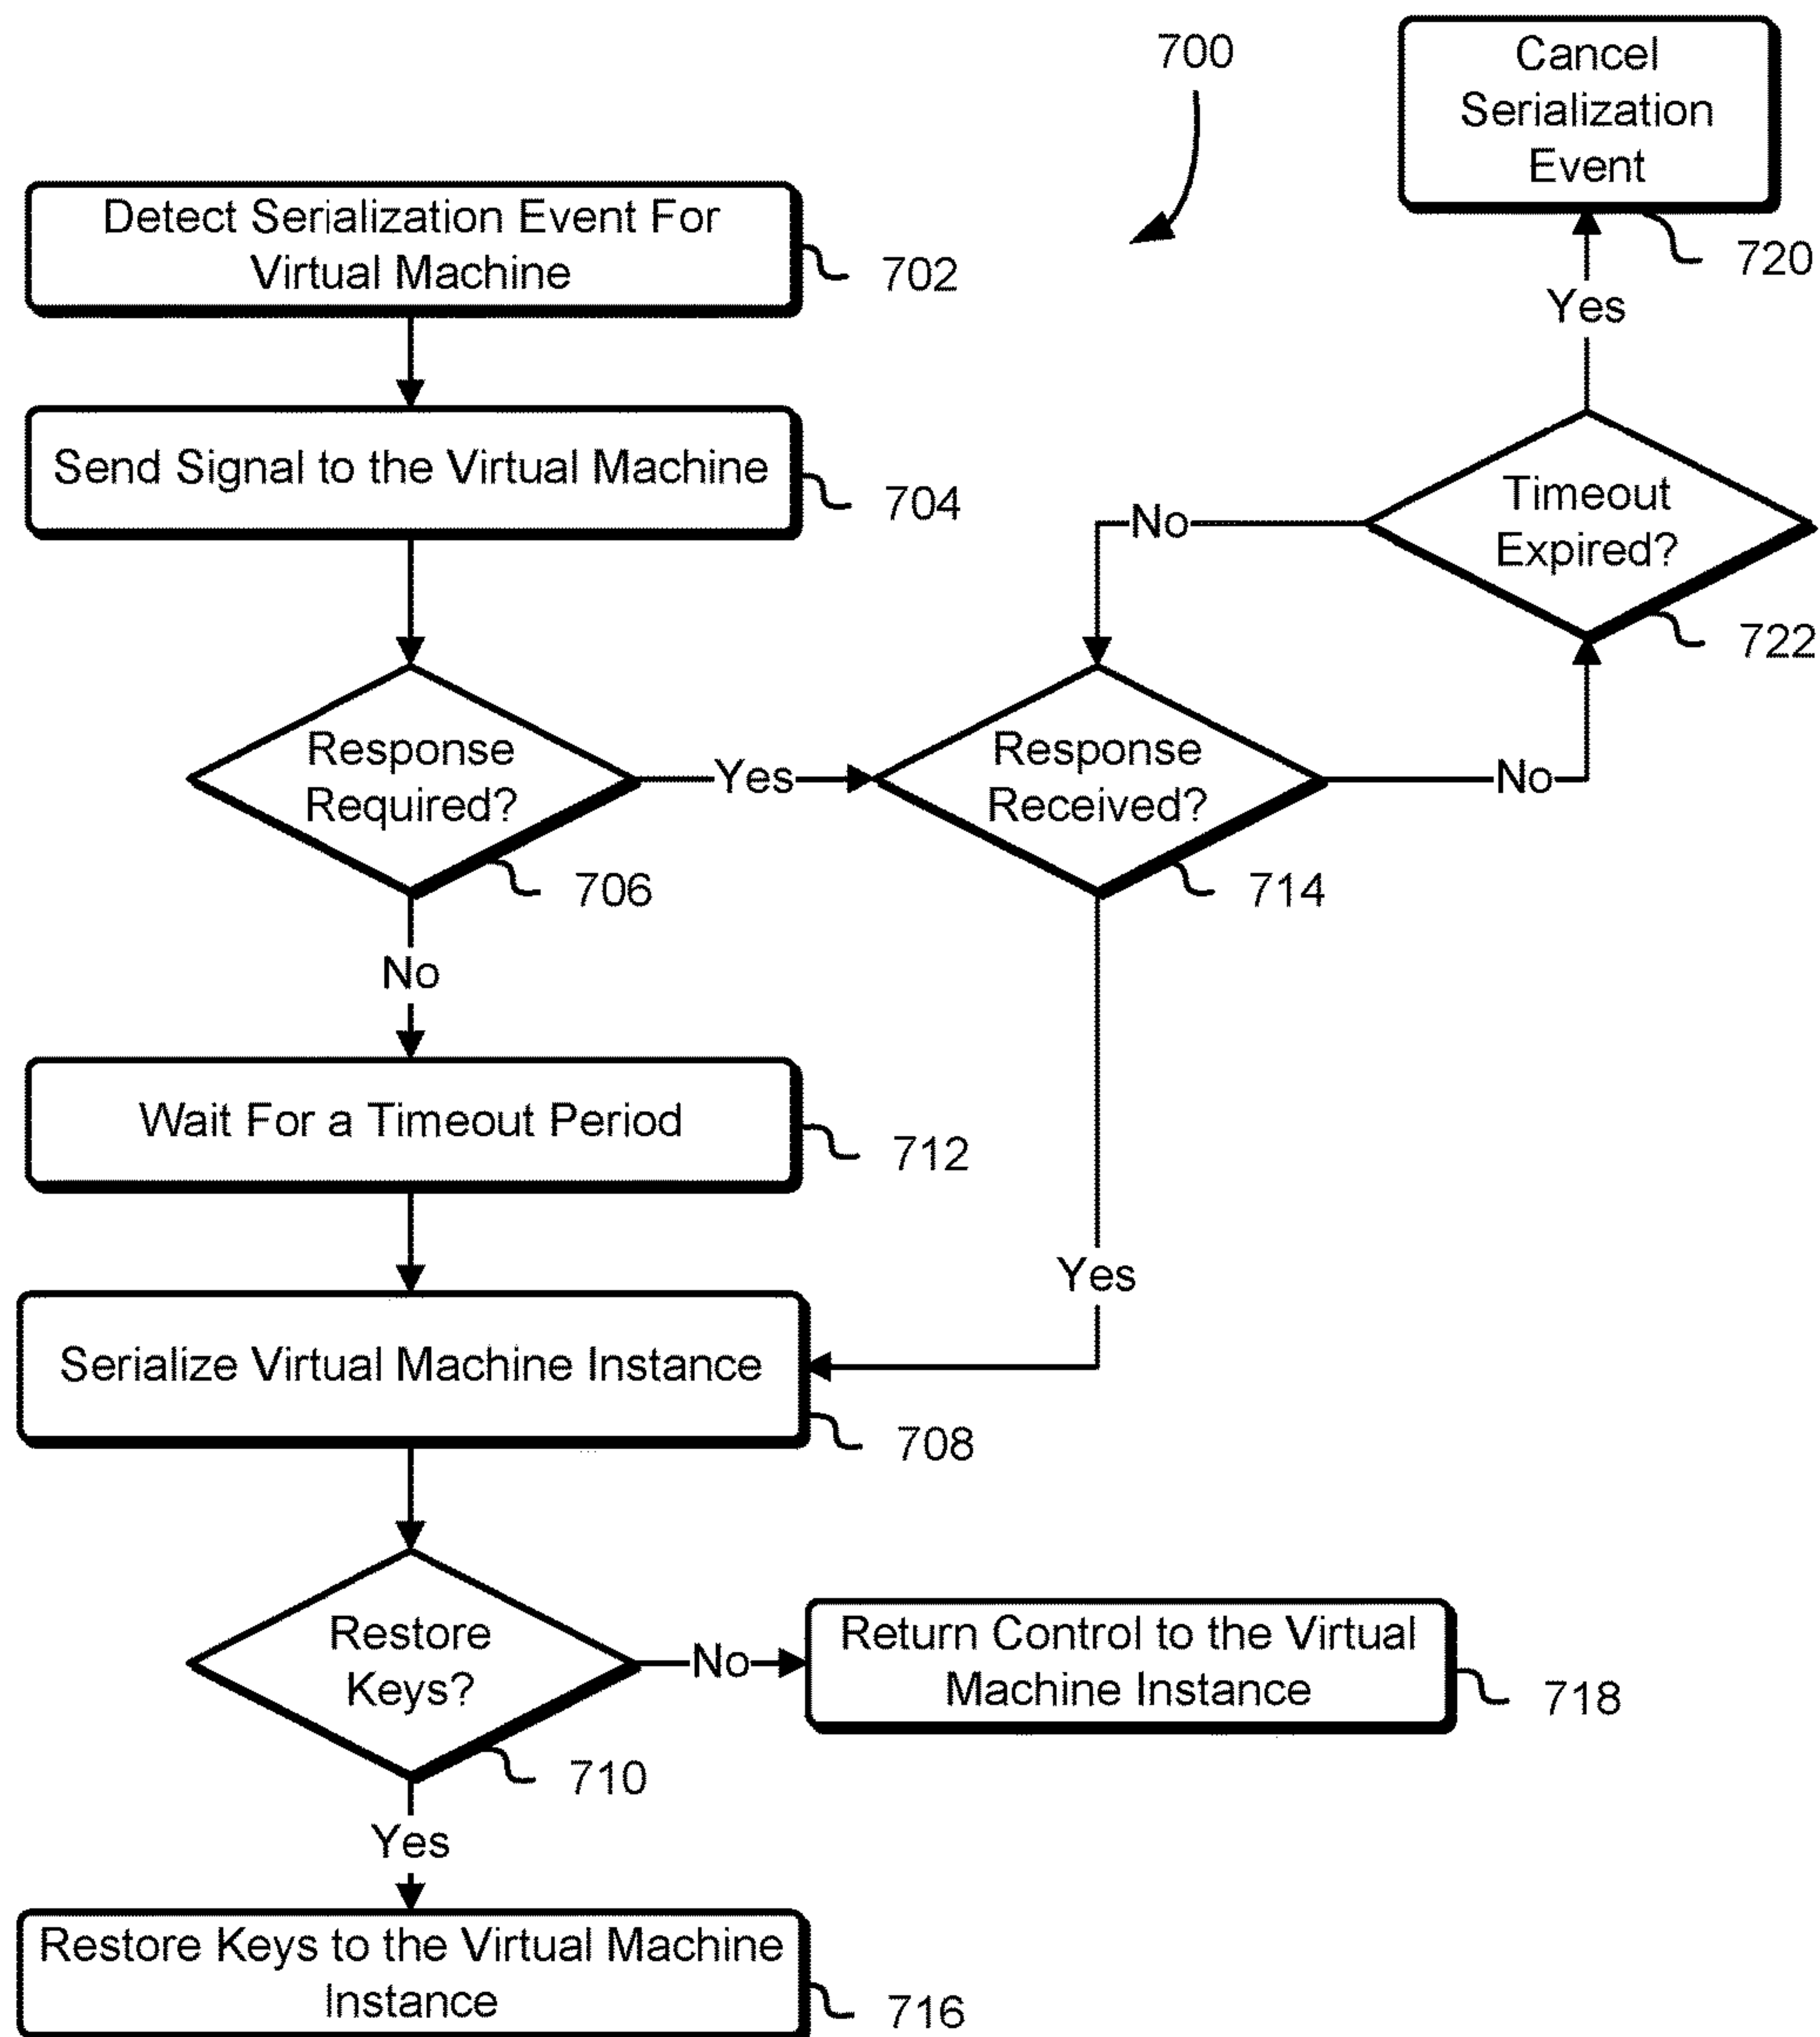 700
Cancel
Serialization
Event
720
Detect Serialization Event For
Virtual Machine
702
Yes
Send Signal to the Virtual Machine
704
Timeout
Expired?
722
No
Response
Required?
706
Yes
Response
Received?
714
No
No
Wait For a Timeout Period
712
Yes
Serialize Virtual Machine Instance
708
Restore
Keys?
710
No
Return Control to the Virtual
Machine Instance
718
Yes
Restore Keys to the Virtual Machine
Instance
716